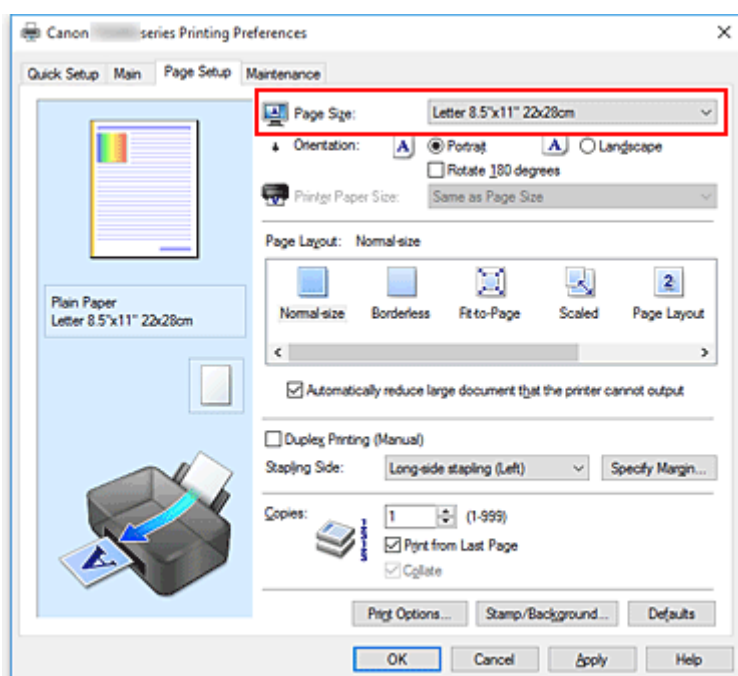 Canon series Printing Preferences
Quick Setup Main Page Setup Maintenance
Page Size: Letter 8.5"x11" 22x28cm
Orientation: A Portrait A Landscape
Rotate 180 degrees
Printer Paper Size: Same as Page Size
Page Layout: Normal-size
Normal-size Borderless Fit-to-Page Scaled Page Layout
Plain Paper
Letter 8.5"x11" 22x28cm
Automatically reduce large document that the printer cannot output
Duplex Printing (Manual)
Stapling Side: Long-side stapling (Left) Specify Margin...
Copies: 1 (1-999)
Print from Last Page
Collate
Print Options... Stamp/Background... Defaults
OK Cancel Apply Help